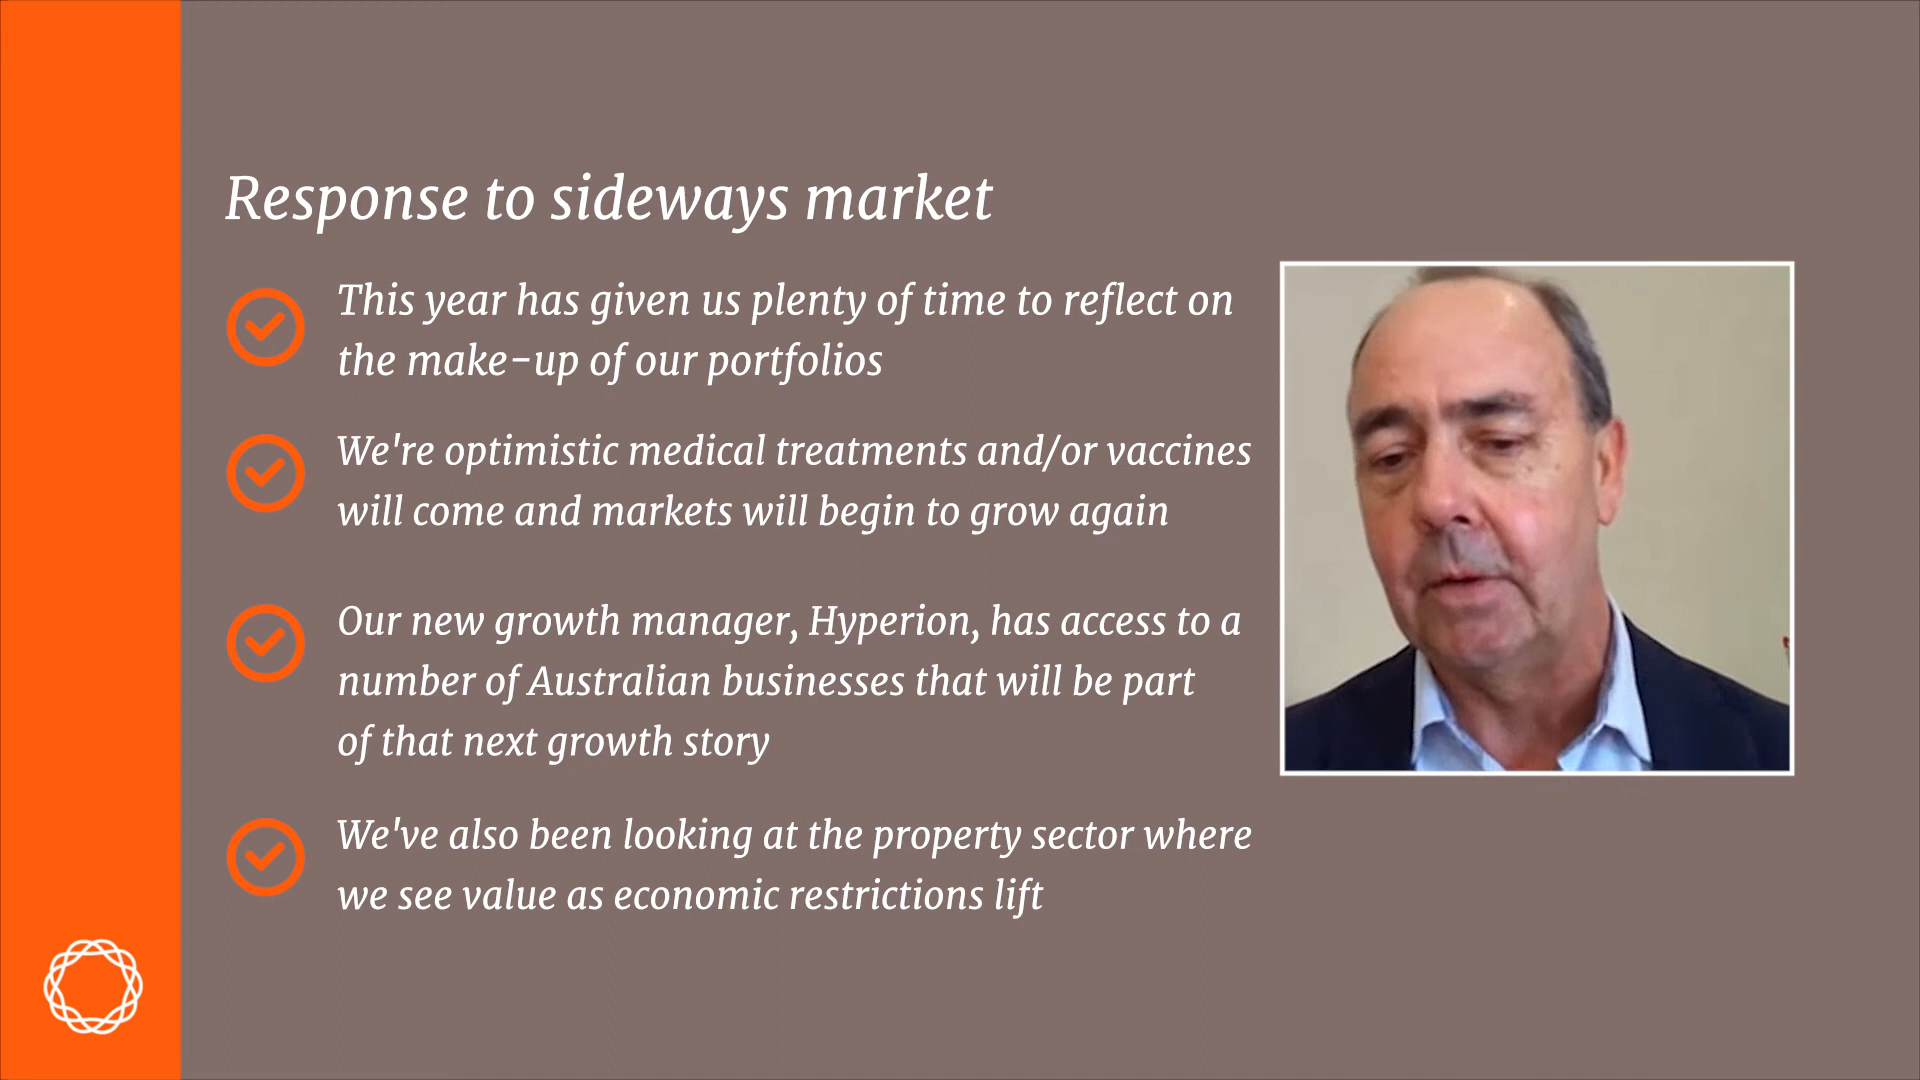 Response to sideways market
This year has given us plenty of time to reflect on
the make-up of our portfolios
We're optimistic medical treatments and/or vaccines
will come and markets will begin to grow again
Our new growth manager, Hyperion, has access to a
number of Australian businesses that will be part
of that next growth story
We've also been looking at the property sector where
we see value as economic restrictions lift